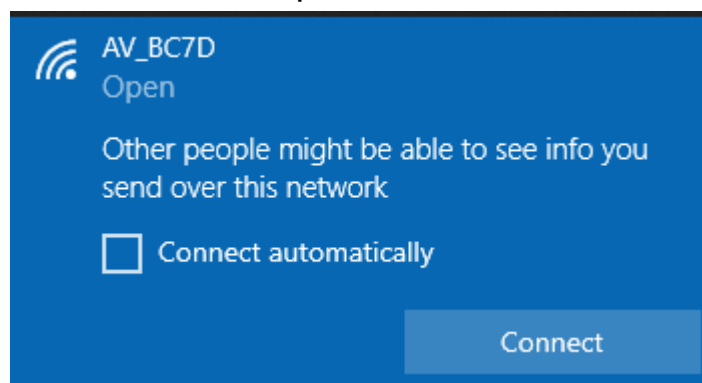 AV_BC7D
Open
Other people might be able to see info you
send over this network
Connect automatically
Connect